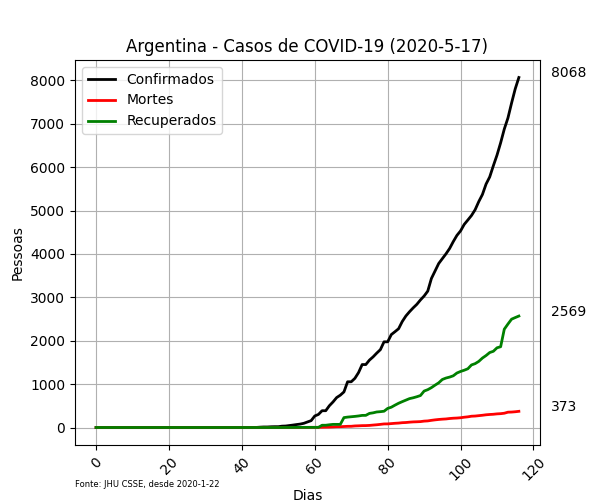 Argentina - Casos de COVID-19 (2020-5-17)
Confirmados
Mortes
Recuperados
8068
2569
373
8000
7000
6000
5000
4000
3000
2000
1000
0
Pessoas
0
20
40
60
80
100
120
Dias
Fonte: JHU CSSE, desde 2020-1-22